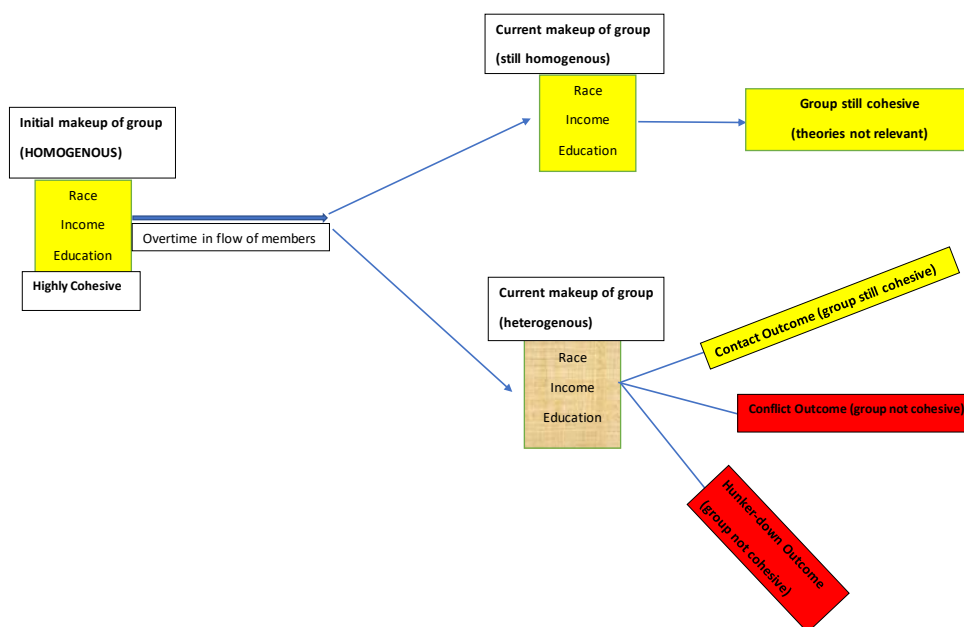 Initial makeup of group
(HOMOGENOUS)
Race
Income
Education
Highly Cohesive
Overtime in flow of members
Current makeup of group
(still homogenous)
Race
Income
Education
Group still cohesive
(theories not relevant)
Current makeup of group
(heterogenous)
Race
Income
Education
Contact Outcome (group still cohesive)
Conflict Outcome (group not cohesive)
Hunker-down Outcome
(group not cohesive)